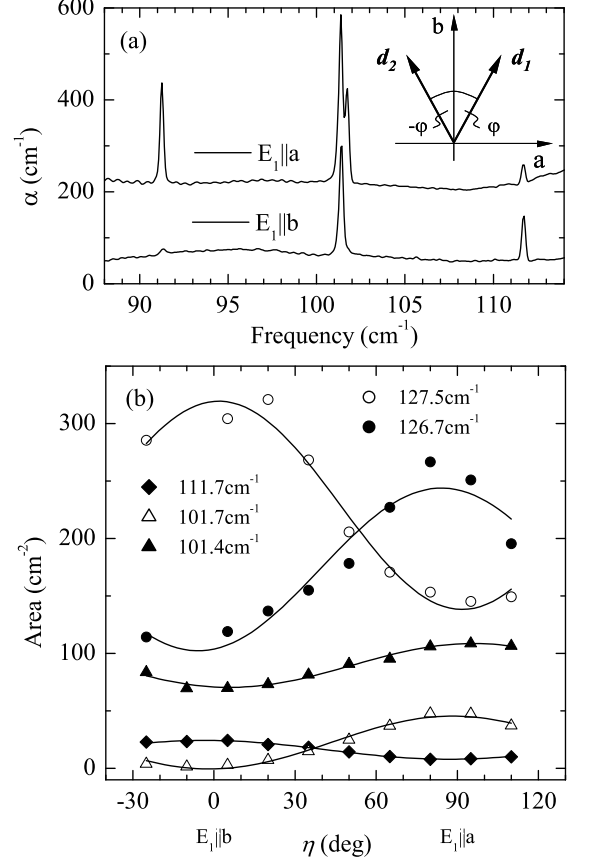 (a)
600
400
200
0
α (cm⁻¹)
E₁||a
E₁||b
b
d₂
d₁
-φ
φ
a
90 95 100 105 110
Frequency (cm⁻¹)
(b)
127.5cm⁻¹
126.7cm⁻¹
111.7cm⁻¹
101.7cm⁻¹
101.4cm⁻¹
300
200
100
0
Area (cm⁻²)
-30 0 30 60 90 120
E₁||b η (deg) E₁||a